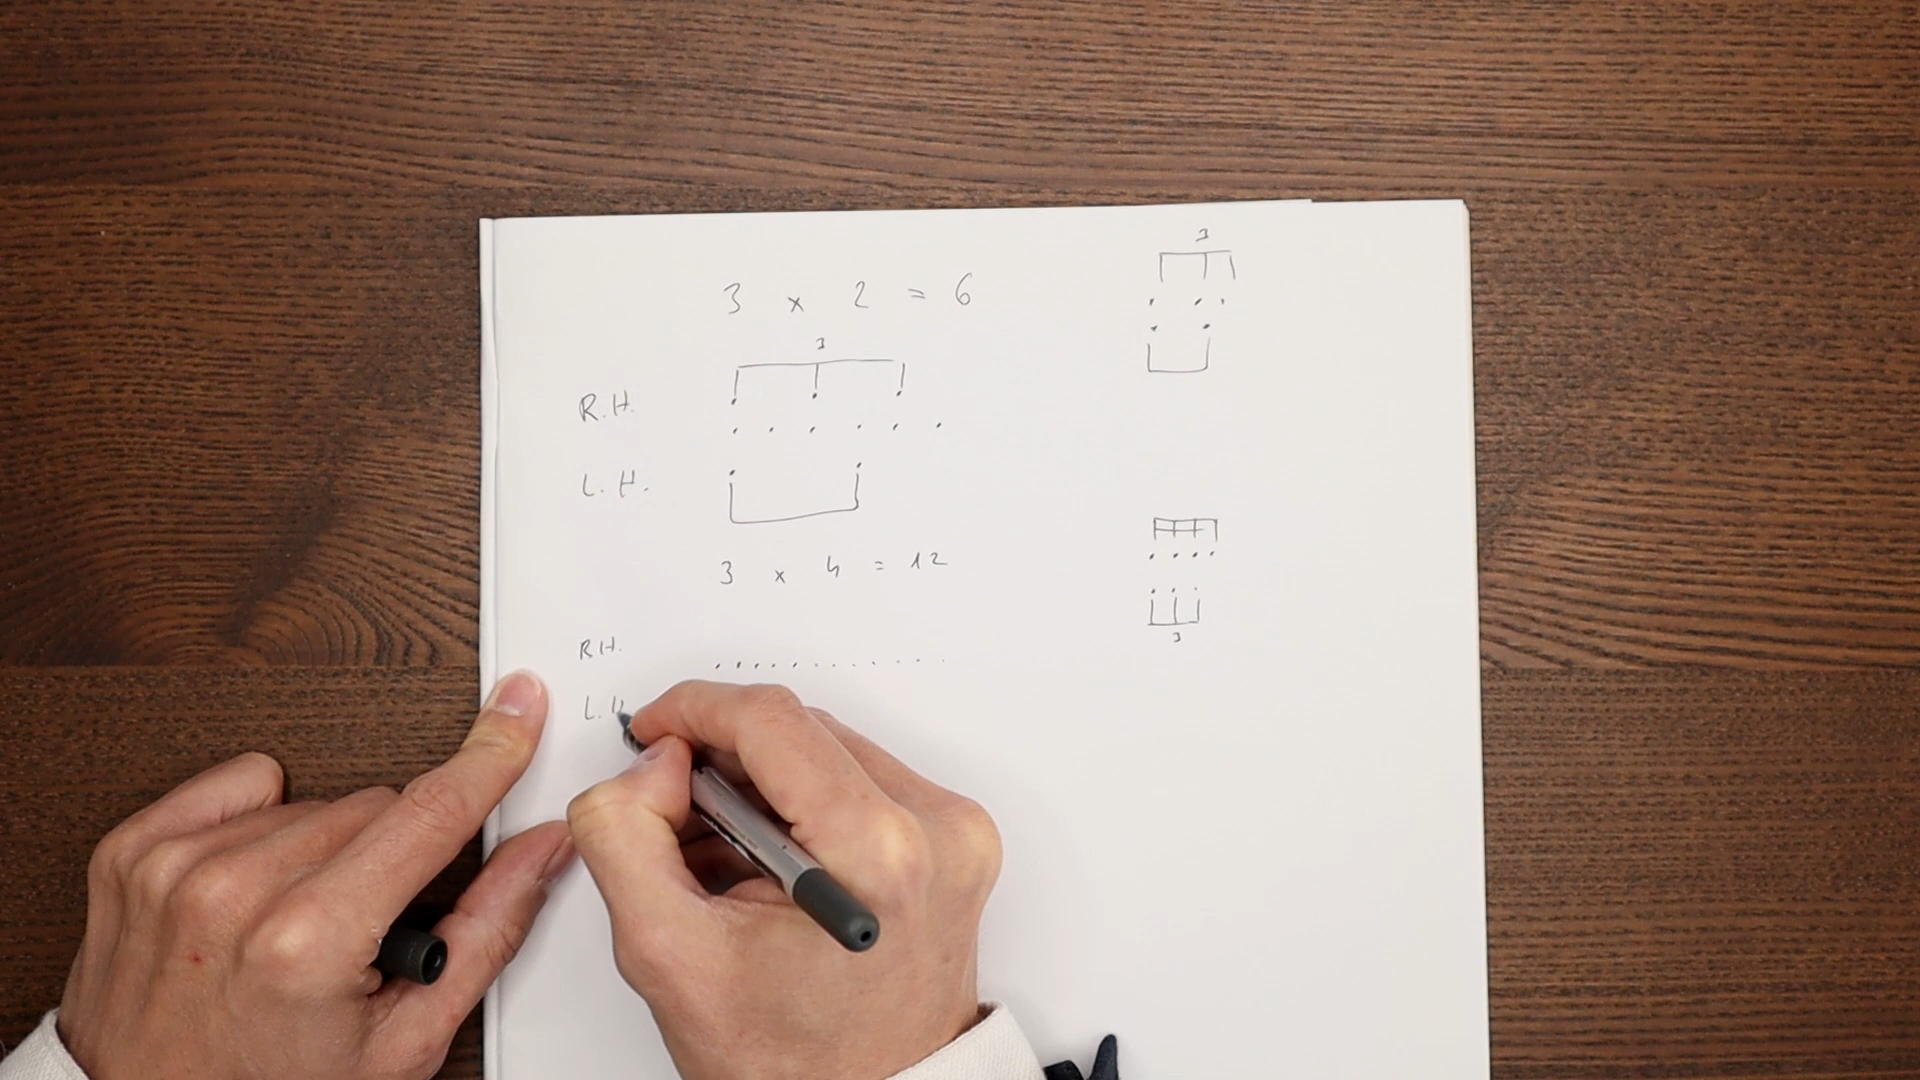 3 x 2 = 6
3
R.H.
L.H.
3 x 4 = 12
R.H.
L.H
3
3